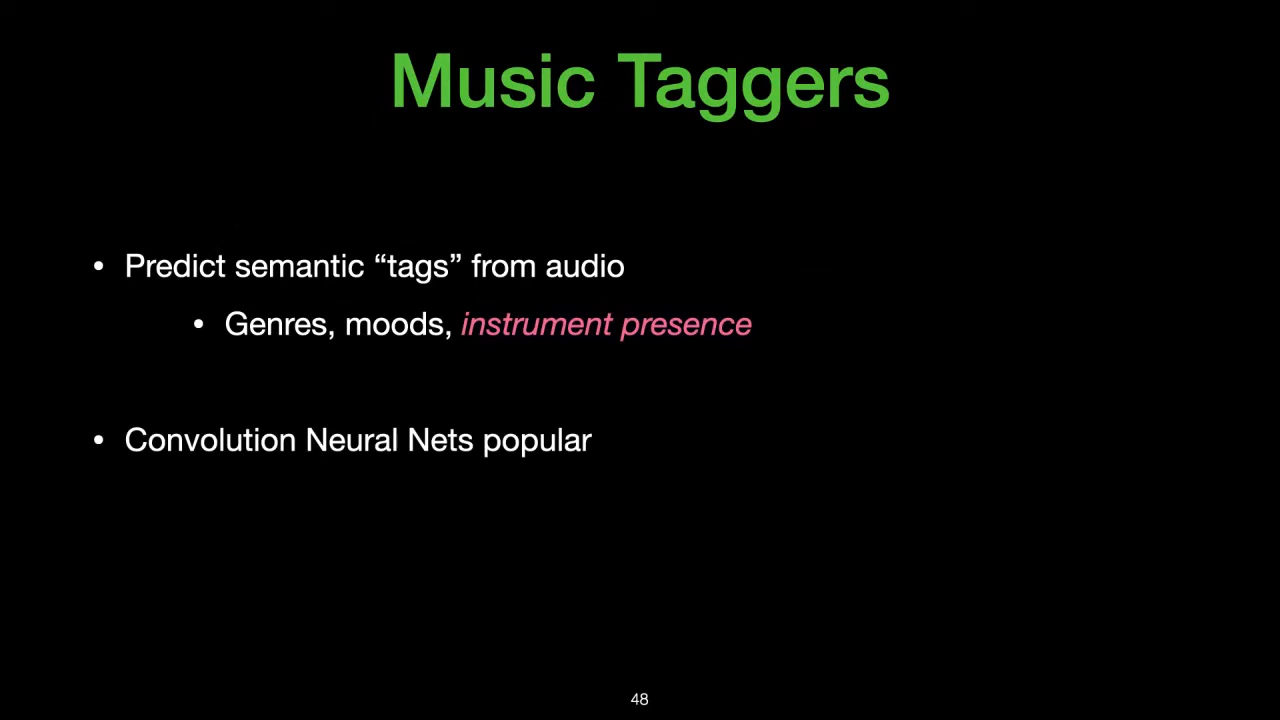 Music Taggers
• Predict semantic “tags” from audio
• Genres, moods, instrument presence
• Convolution Neural Nets popular
48